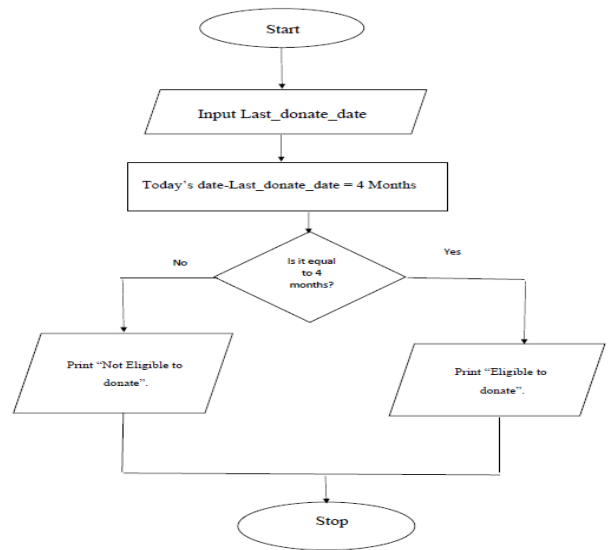 Start
Input Last_donate_date
Today’s date-Last_donate_date = 4 Months
Is it equal
to 4
months?
No
Yes
Print “Not Eligible to
donate”.
Print “Eligible to
donate”.
Stop